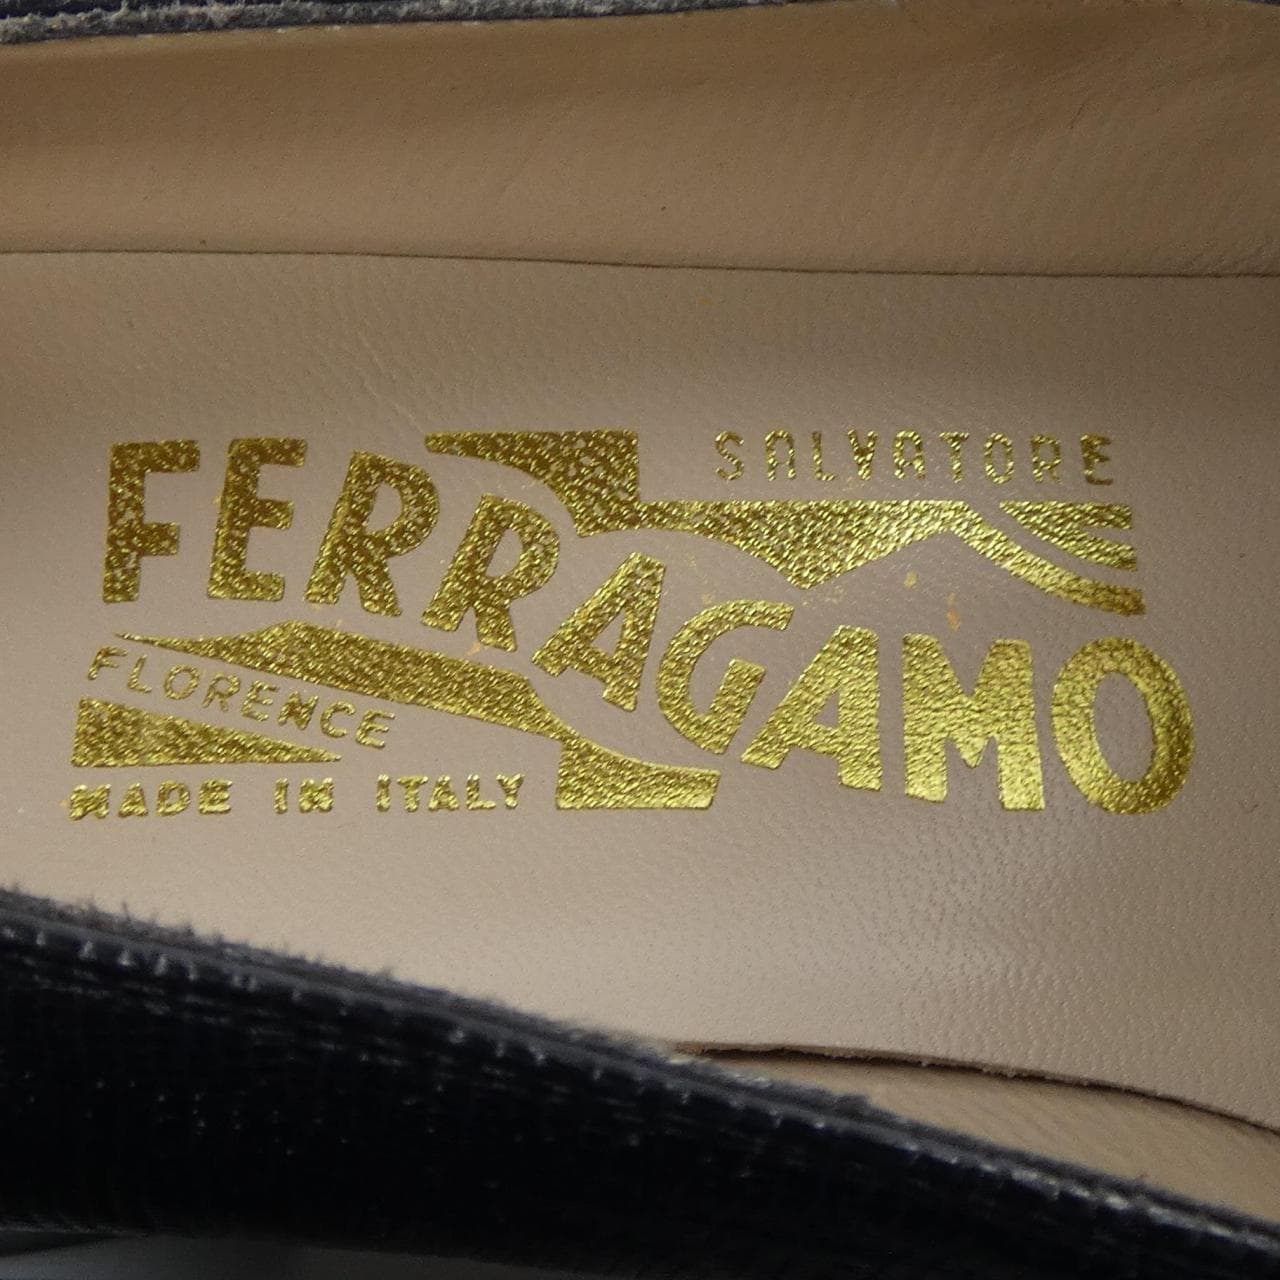 SALVATORE
FERRAGAMO
FLORENCE
MADE IN ITALY